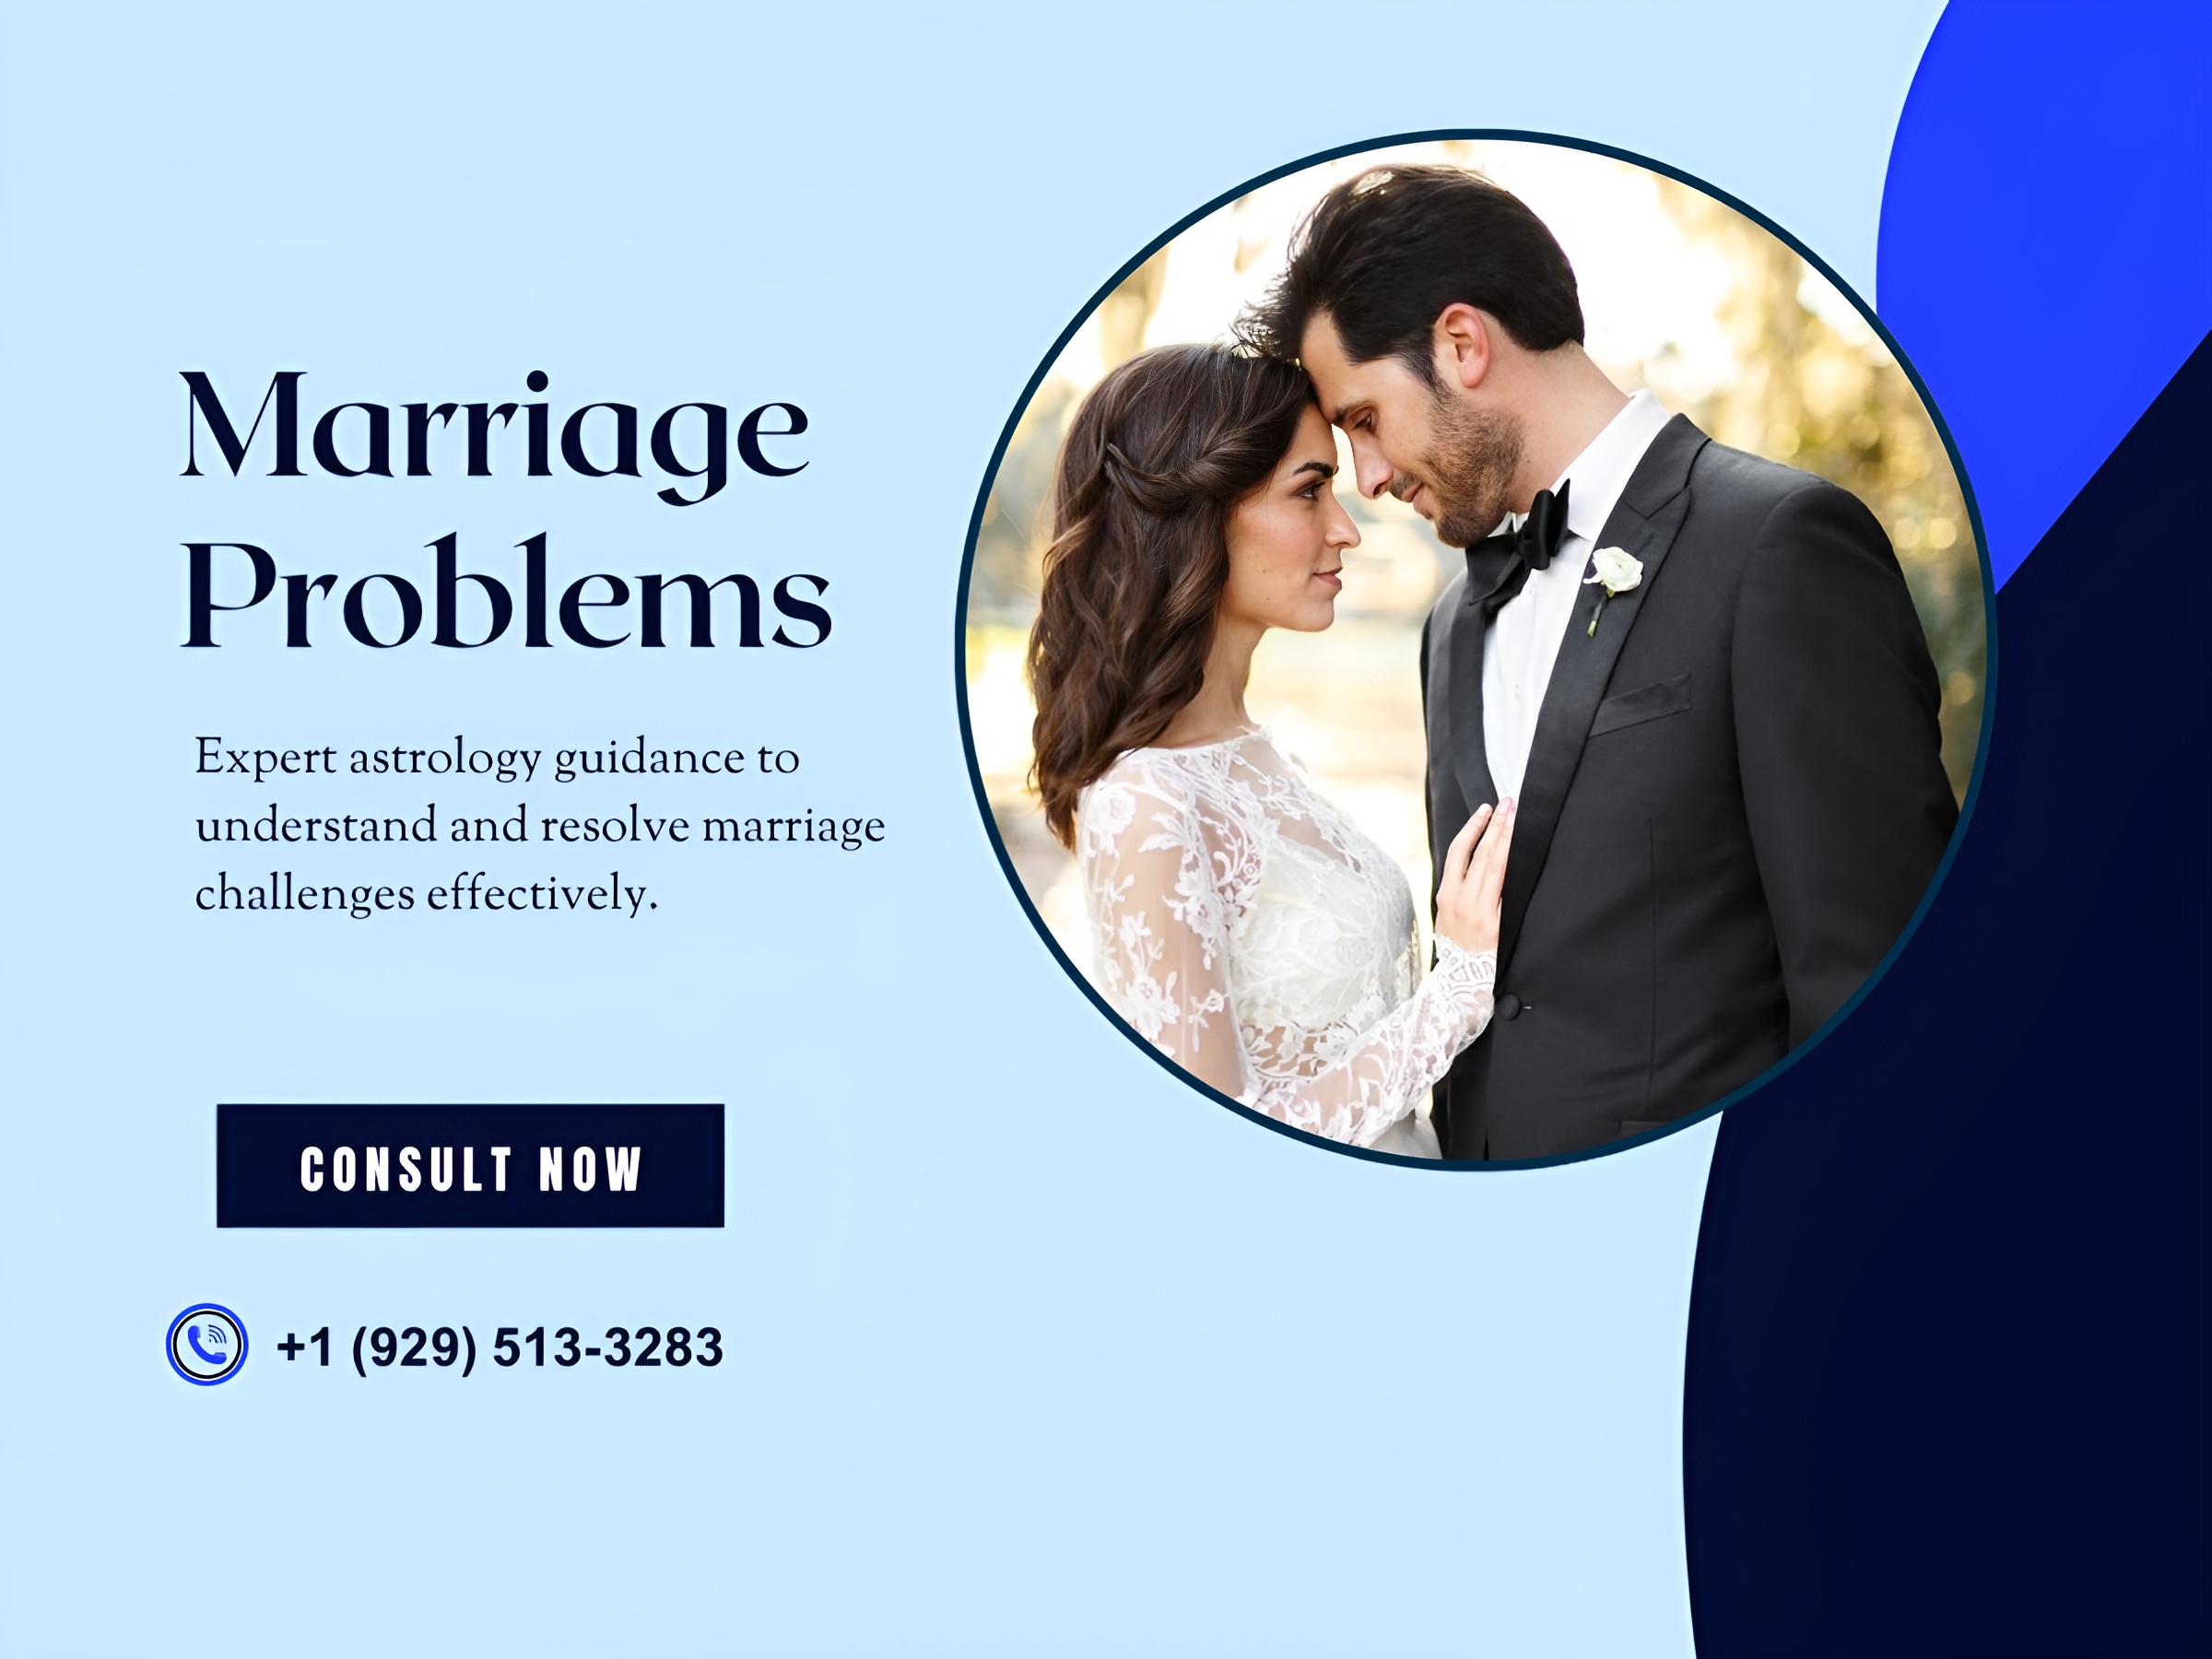 Marriage
Problems
Expert astrology guidance to
understand and resolve marriage
challenges effectively.
CONSULT NOW
+1 (929) 513-3283